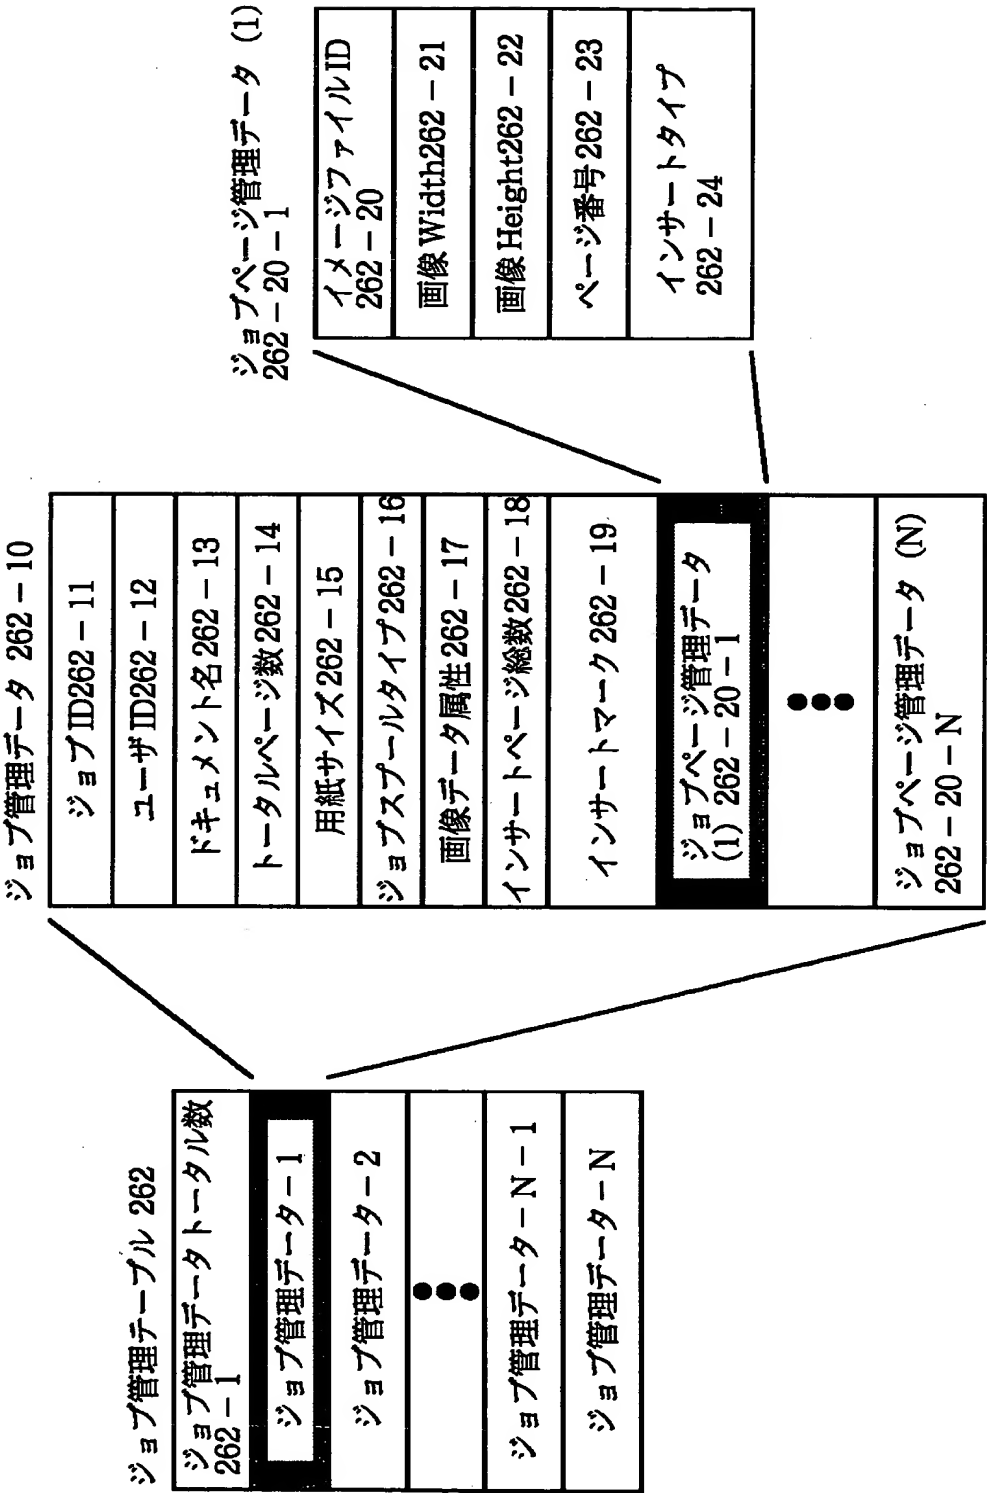 ジョブ管理テーブル 262
ジョブ管理データトータル数
262－1
ジョブ管理データ－1
ジョブ管理データ－2
●●●
ジョブ管理データ－N－1
ジョブ管理データ－N
ジョブ管理データ 262－10
ジョブID262－11
ユーザID262－12
ドキュメント名262－13
トータルページ数262－14
用紙サイズ262－15
ジョブスプールタイプ262－16
画像データ属性262－17
インサートページ総数262－18
インサートマーク262－19
ジョブページ管理データ
(1) 262－20－1
●●●
ジョブページ管理データ (N)
262－20－N
ジョブページ管理データ (1)
262－20－1
イメージファイルID
262－20
画像Width262－21
画像Height262－22
ページ番号262－23
インサートタイプ
262－24